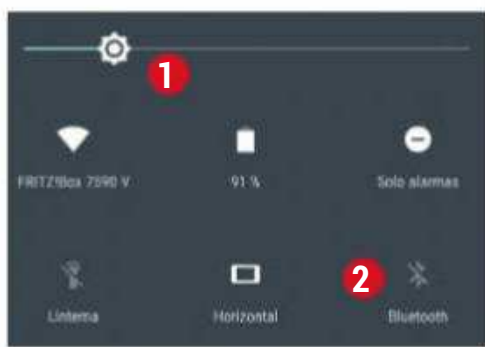 1
FRITZ!Box 7590 V
91 %
Solo alarmas
2
Linterna
Horizontal
Bluetooth